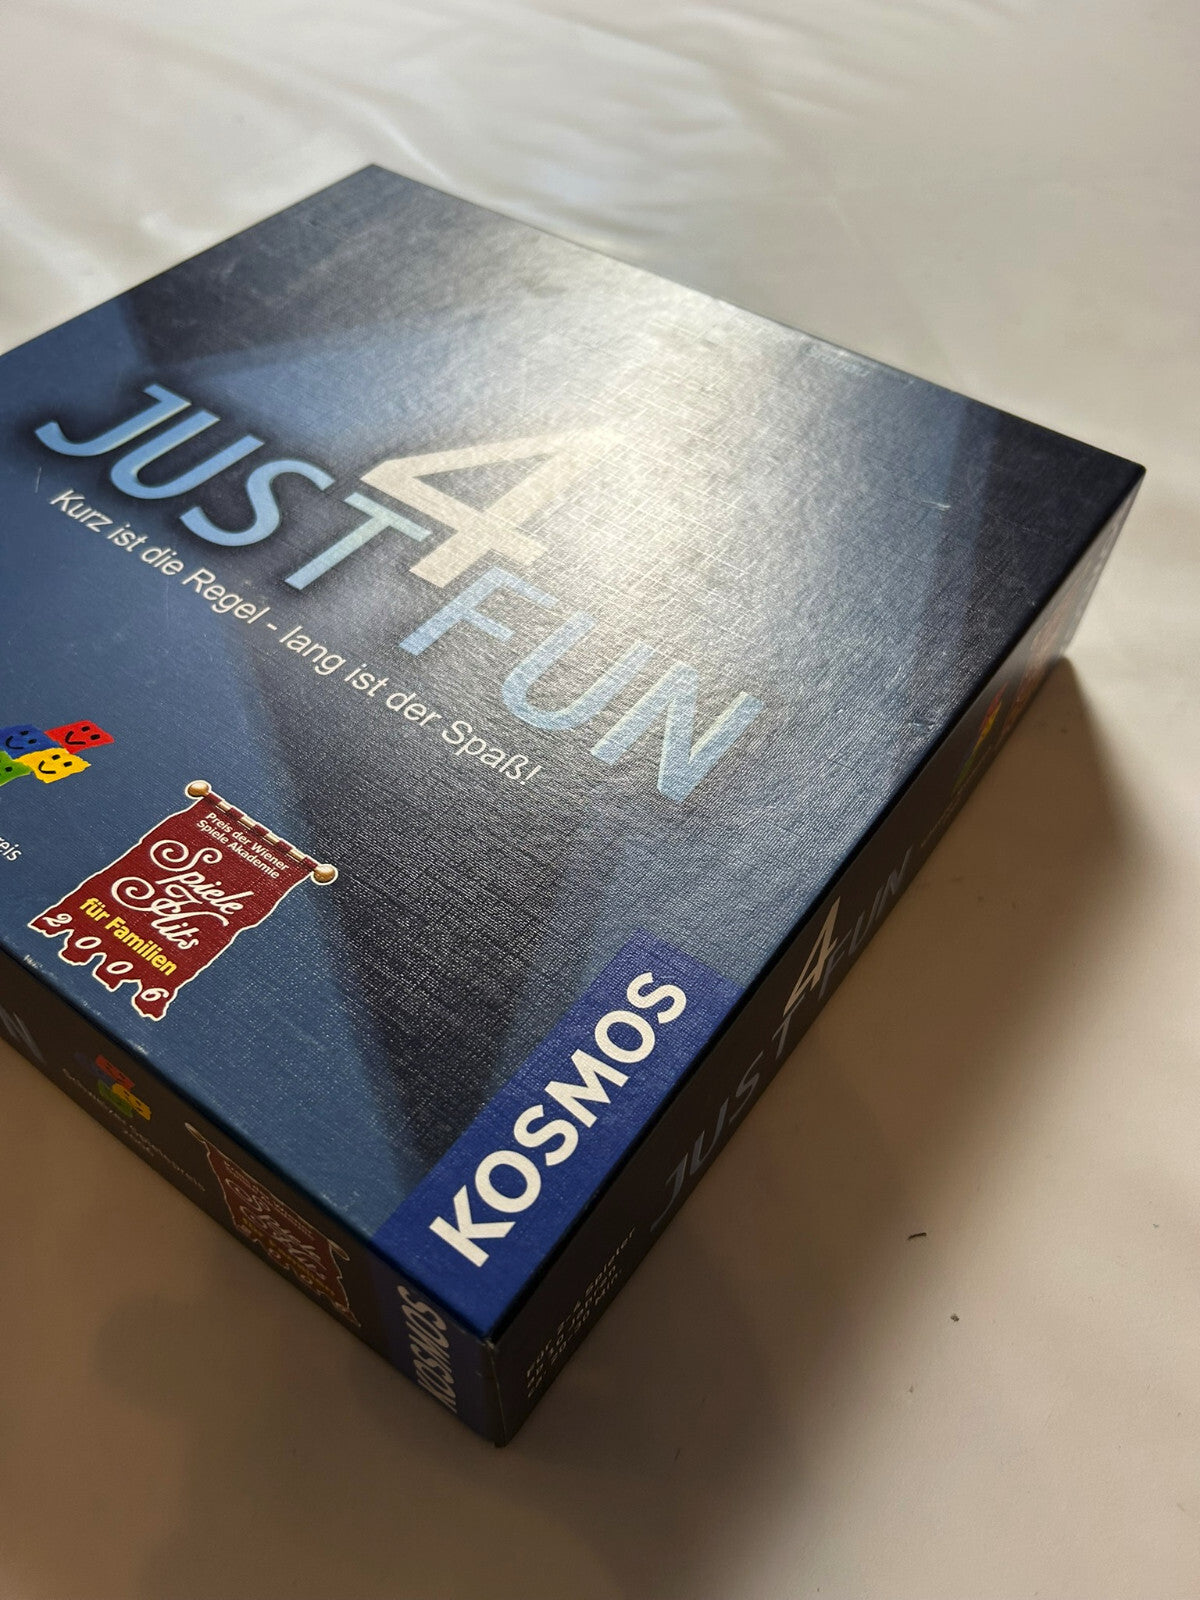 JUST 4 FUN
Kurz ist die Regel - lang ist der Spaß!
Preis der Wiener
Spiele Akademie
Spiele
Hits
für Familien
2006
KOSMOS
KOSMOS
JUST 4 FUN